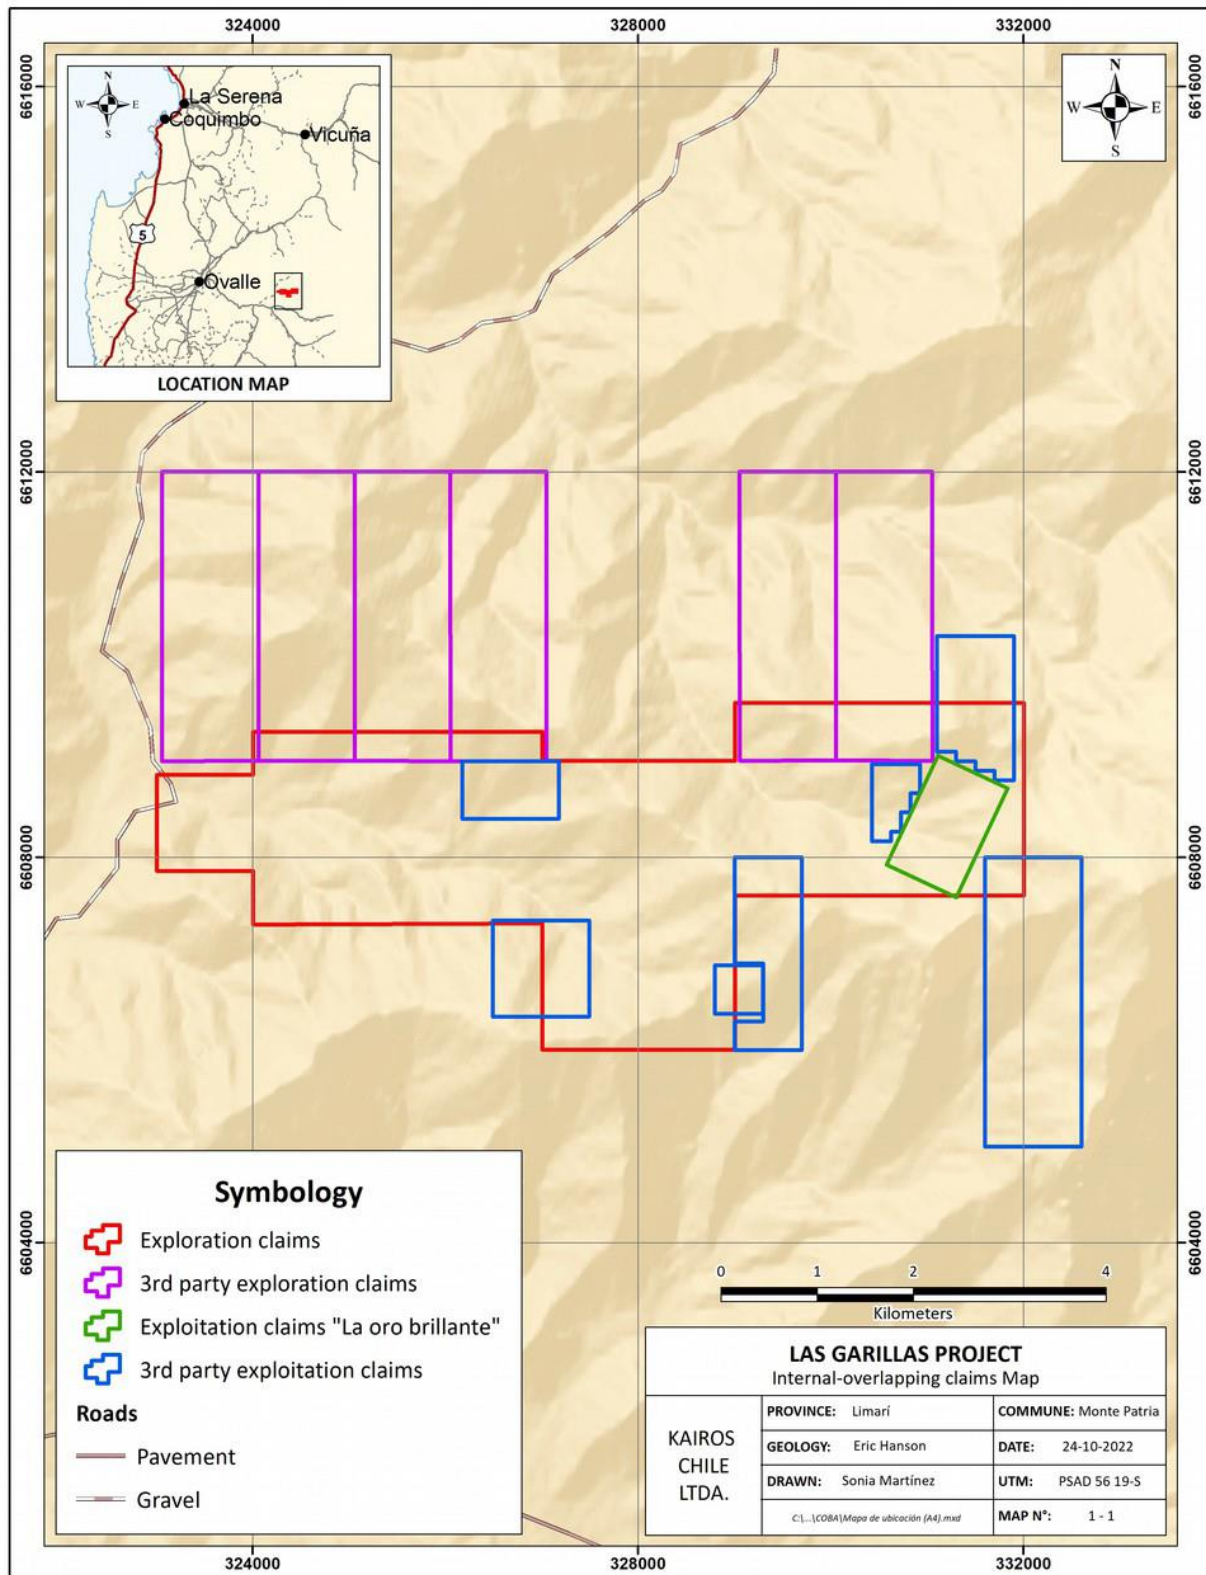 324000
328000
332000
6616000
6616000
N
W
E
S
La Serena
Coquimbo
Vicuña
5
Ovalle
LOCATION MAP
N
W
E
S
6612000
6612000
6608000
6608000
6604000
6604000
Symbology
Exploration claims
3rd party exploration claims
Exploitation claims "La oro brillante"
3rd party exploitation claims
Roads
Pavement
Gravel
0 1 2 4
Kilometers
LAS GARILLAS PROJECT
Internal-overlapping claims Map
KAIROS
CHILE
LTDA.
PROVINCE: Limarí
COMMUNE: Monte Patria
GEOLOGY: Eric Hanson
DATE: 24-10-2022
DRAWN: Sonia Martínez
UTM: PSAD 56 19-S
C:\...\COBA\Mapa de ubicación (A4).mxd
MAP N°: 1 - 1
324000
328000
332000